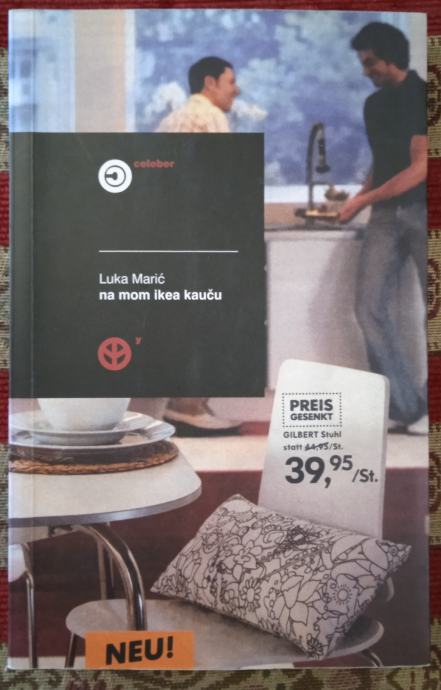 celeber
Luka Marić
na mom ikea kauču
y
PREIS
GESENKT
GILBERT Stuhl
statt 44,95/St.
39,95/St.
NEU!